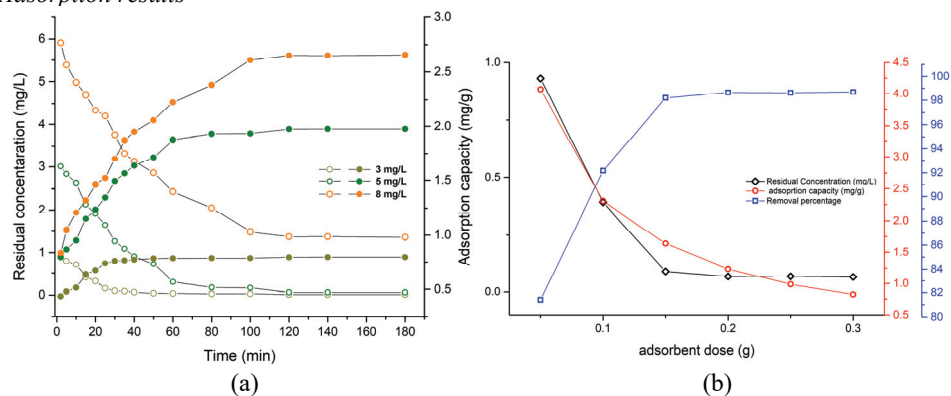 Adsorption results
Residual concentaration (mg/L)
6
5
4
3
2
1
0
3.0
2.5
2.0
1.5
1.0
0.5
3 mg/L
5 mg/L
8 mg/L
0 20 40 60 80 100 120 140 160 180
Time (min)
(a)
Adsorption capacity (mg/g)
1.0
0.5
0.0
Residual Concentration (mg/L)
adsoprtion capacity (mg/g)
Removal percentage
4.5
4.0
3.5
3.0
2.5
2.0
1.5
1.0
0.5
100
98
96
94
92
90
88
86
84
82
80
0.1 0.2 0.3
adsorbent dose (g)
(b)